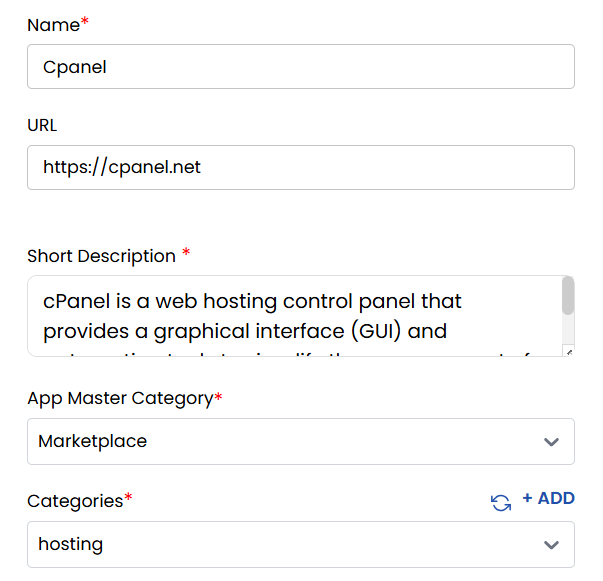 Name*
Cpanel
URL
https://cpanel.net
Short Description *
cPanel is a web hosting control panel that
provides a graphical interface (GUI) and
App Master Category*
Marketplace
Categories*
+ ADD
hosting